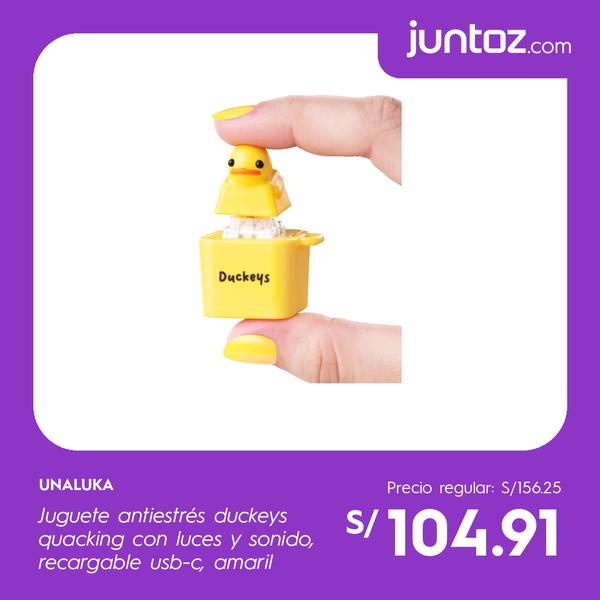 juntoz.com
Duckeys
UNALUKA
Juguete antiestrés duckeys
quacking con luces y sonido,
recargable usb-c, amaril
Precio regular: S/156.25
S/104.91